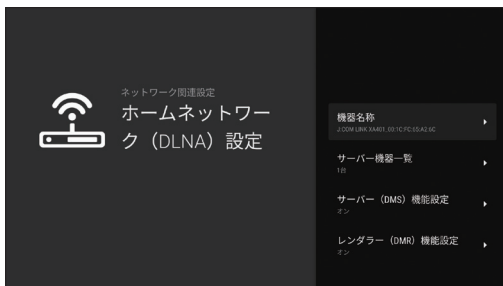 ネットワーク関連設定
ホームネットワー
ク（DLNA）設定
機器名称
J:COM LINK XA401, 00:1C:FC:55:A2:6C
サーバー機器一覧
1台
サーバー（DMS）機能設定
オン
レンダラー（DMR）機能設定
オン